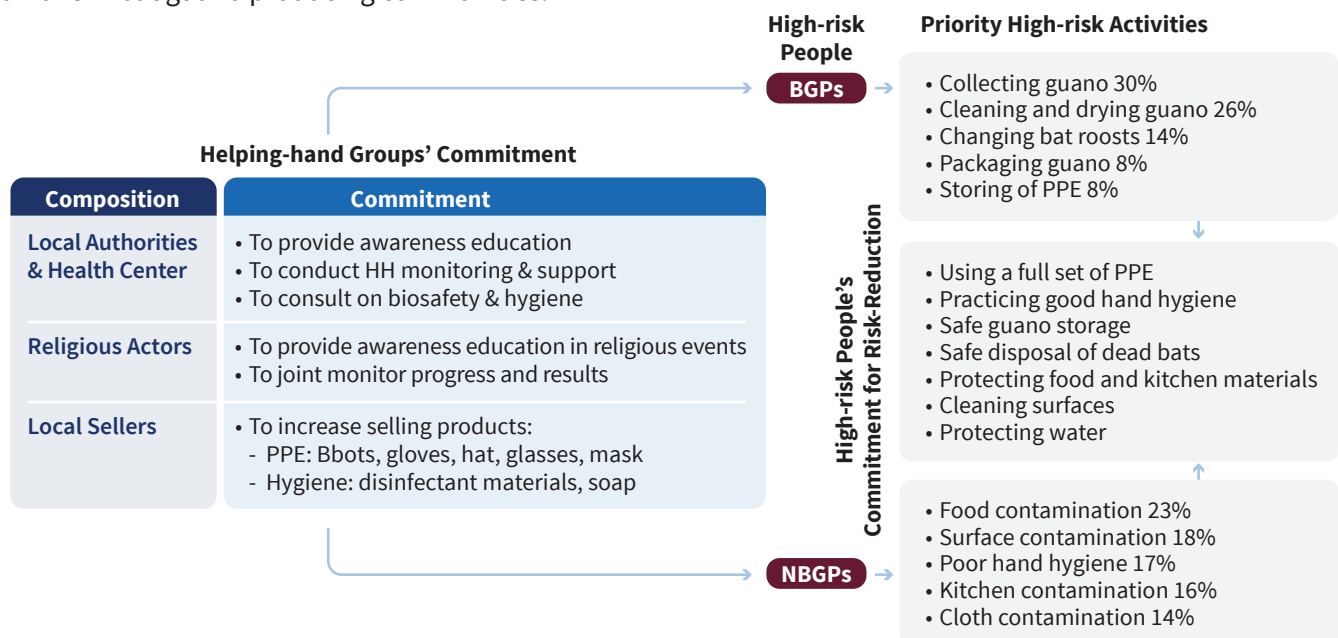 High-risk
People
Priority High-risk Activities
BGPs
• Collecting guano 30%
• Cleaning and drying guano 26%
• Changing bat roosts 14%
• Packaging guano 8%
• Storing of PPE 8%
Helping-hand Groups’ Commitment
Composition
Commitment
Local Authorities
& Health Center
• To provide awareness education
• To conduct HH monitoring & support
• To consult on biosafety & hygiene
Religious Actors
• To provide awareness education in religious events
• To joint monitor progress and results
Local Sellers
• To increase selling products:
- PPE: Bbots, gloves, hat, glasses, mask
- Hygiene: disinfectant materials, soap
High-risk People’s
Commitment for Risk-Reduction
• Using a full set of PPE
• Practicing good hand hygiene
• Safe guano storage
• Safe disposal of dead bats
• Protecting food and kitchen materials
• Cleaning surfaces
• Protecting water
NBGPs
• Food contamination 23%
• Surface contamination 18%
• Poor hand hygiene 17%
• Kitchen contamination 16%
• Cloth contamination 14%